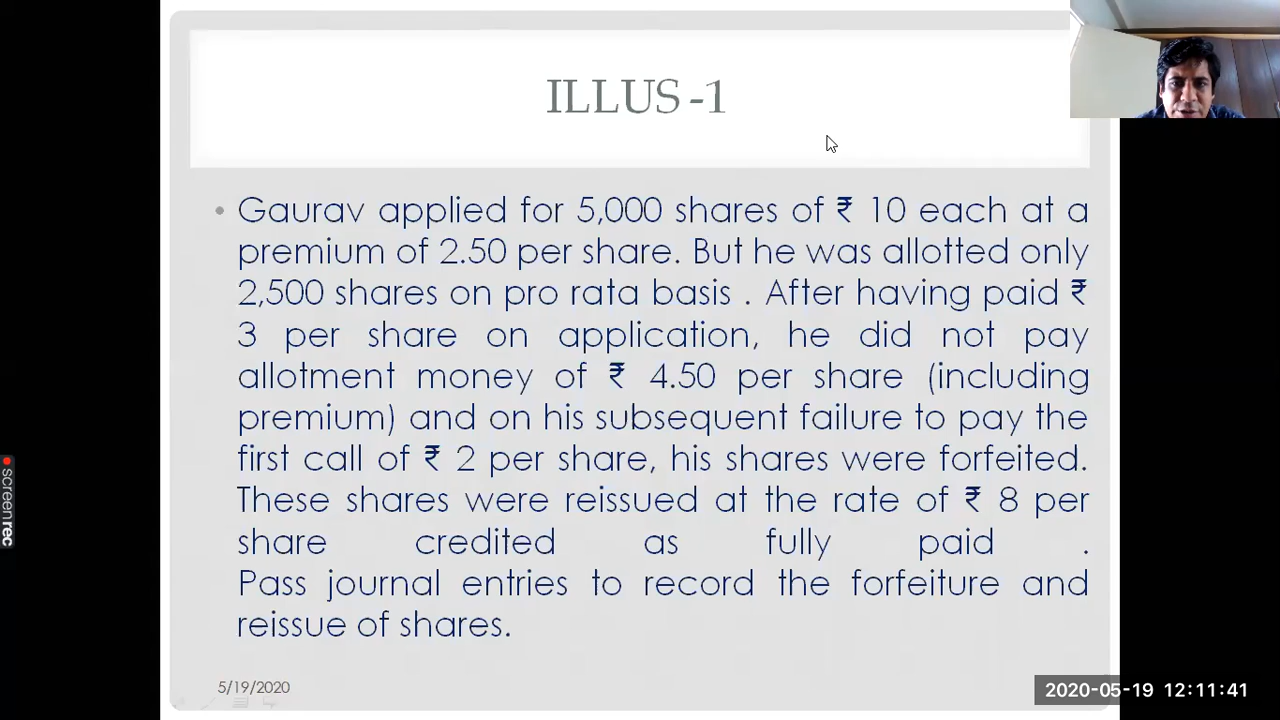 ILLUS -1
• Gaurav applied for 5,000 shares of ₹ 10 each at a
premium of 2.50 per share. But he was allotted only
2,500 shares on pro rata basis . After having paid ₹
3 per share on application, he did not pay
allotment money of ₹ 4.50 per share (including
premium) and on his subsequent failure to pay the
first call of ₹ 2 per share, his shares were forfeited.
These shares were reissued at the rate of ₹ 8 per
share credited as fully paid .
Pass journal entries to record the forfeiture and
reissue of shares.
5/19/2020
2020-05-19 12:11:41
screenrec